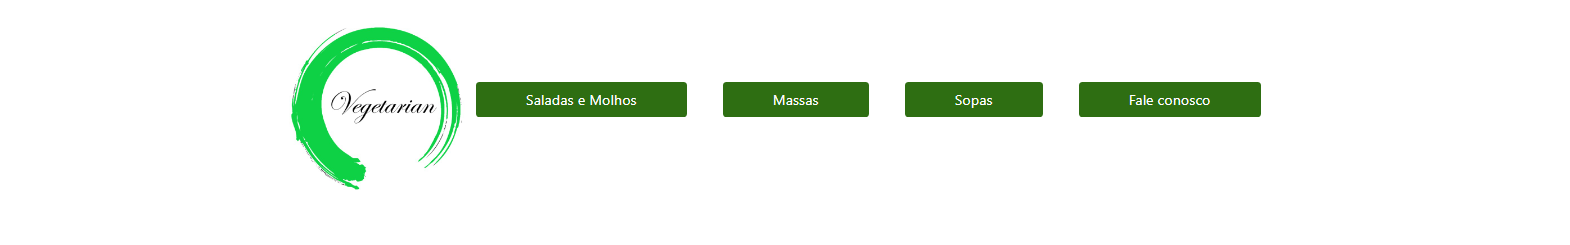 Vegetarian
Saladas e Molhos
Massas
Sopas
Fale conosco